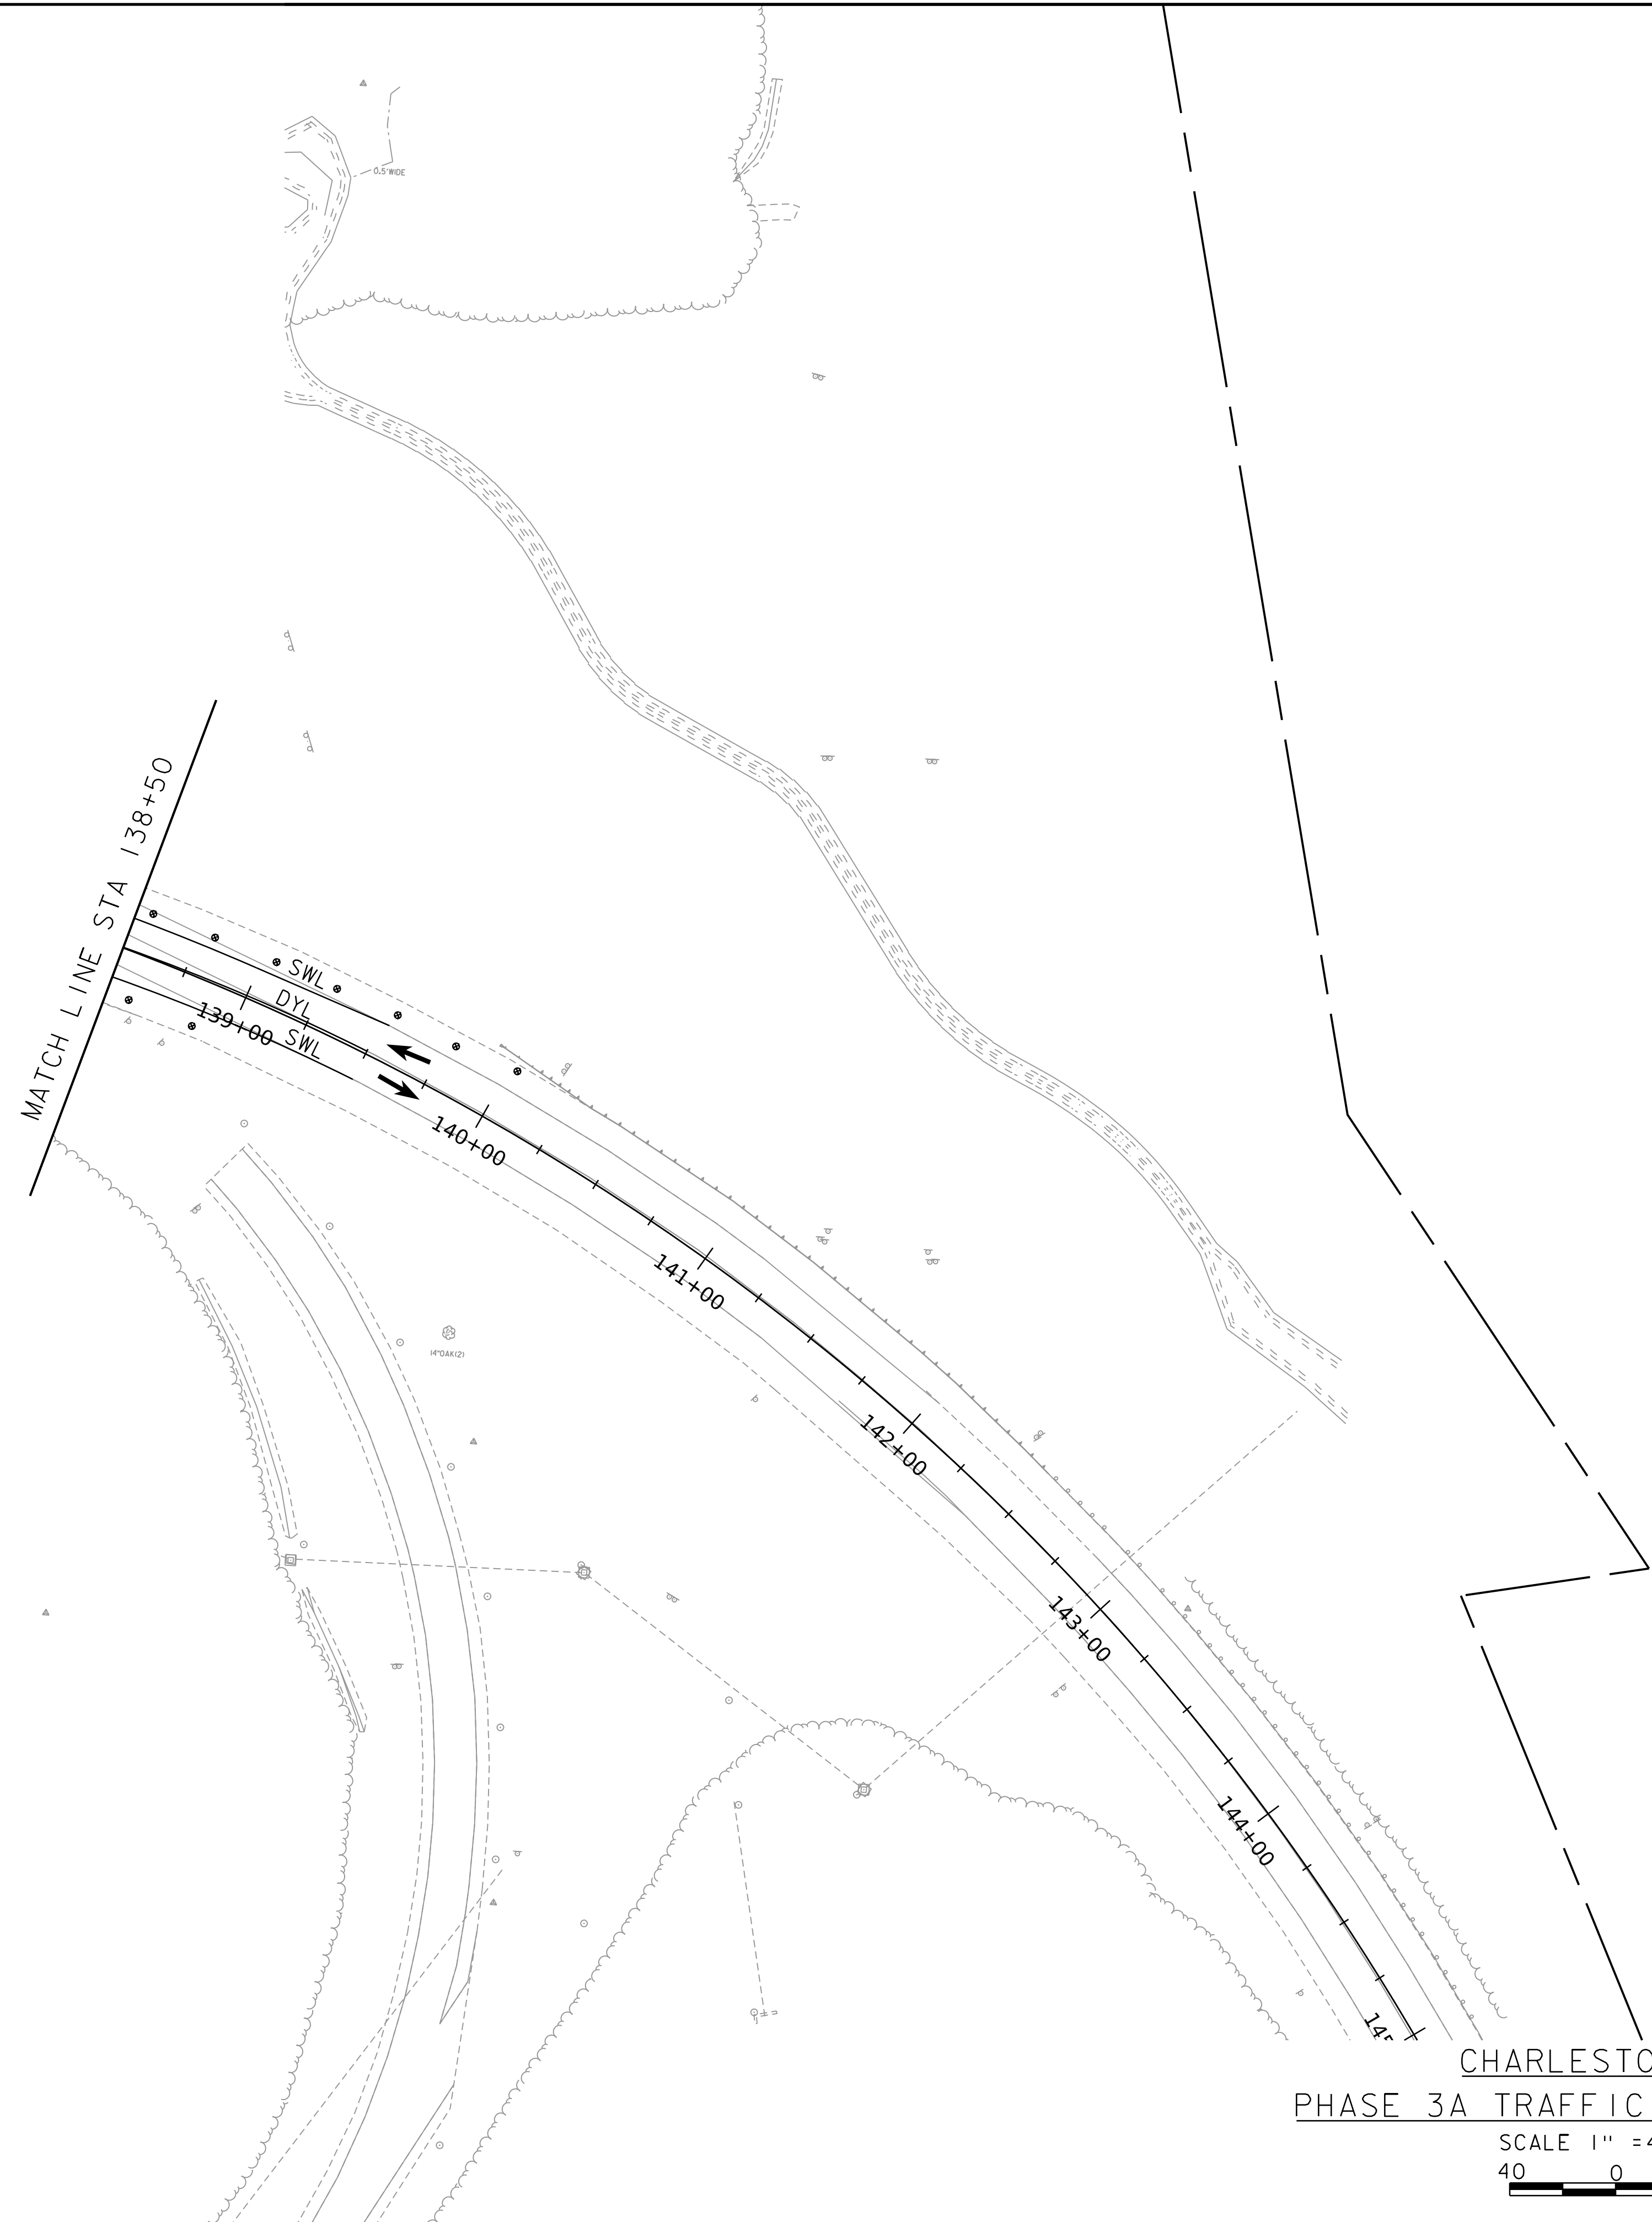 0.5'WIDE
MATCH LINE STA 138+50
SWL
DYL
139+00
SWL
140+00
141+00
14"OAK(2)
142+00
143+00
144+00
CHARLESTO
PHASE 3A TRAFFIC
SCALE 1" =4
40 0